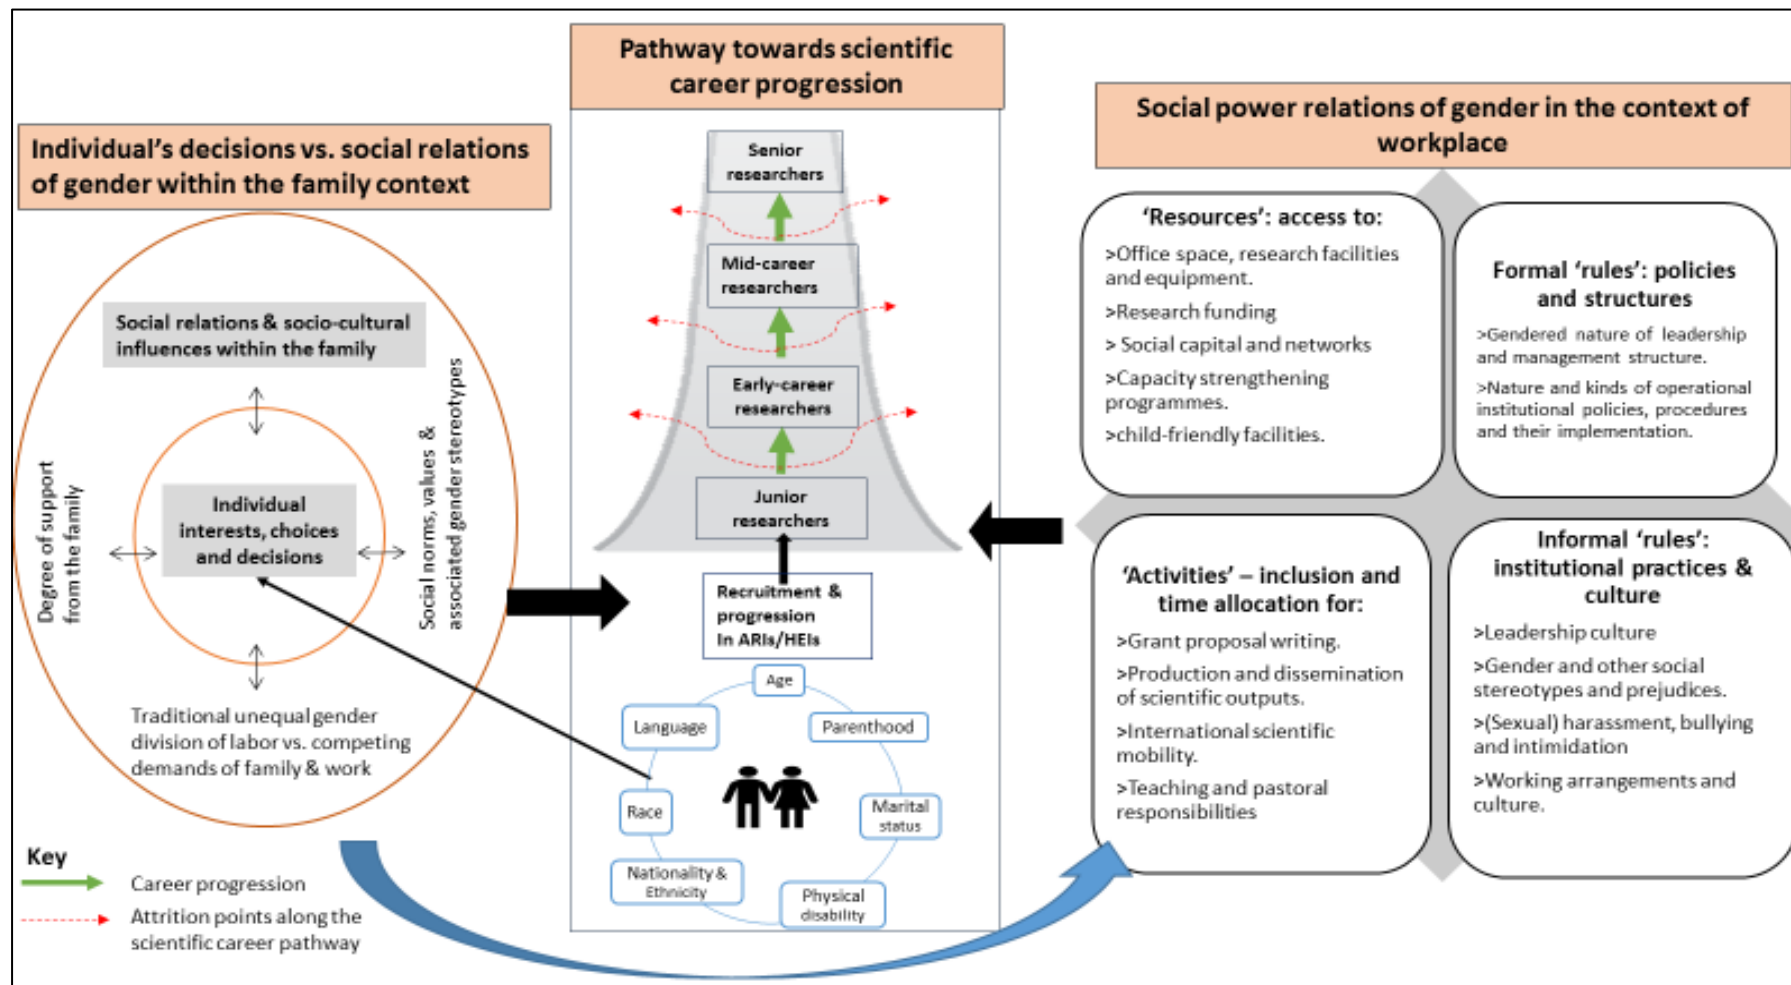 Pathway towards scientific
career progression
Individual's decisions vs. social relations
of gender within the family context
Social relations & socio-cultural
influences within the family
Degree of support
from the family
Individual
interests, choices
and decisions
Social norms, values &
associated gender stereotypes
Traditional unequal gender
division of labor vs. competing
demands of family & work
Key
Career progression
Attrition points along the
scientific career pathway
Senior
researchers
Mid-career
researchers
Early-career
researchers
Junior
researchers
Recruitment &
progression
In ARIs/HEIs
Age
Language
Parenthood
Race
Marital
status
Nationality &
Ethnicity
Physical
disability
Social power relations of gender in the context of
workplace
'Resources': access to:
>Office space, research facilities
and equipment.
>Research funding
> Social capital and networks
>Capacity strengthening
programmes.
>child-friendly facilities.
Formal 'rules': policies
and structures
>Gendered nature of leadership
and management structure.
>Nature and kinds of operational
institutional policies, procedures
and their implementation.
'Activities' – inclusion and
time allocation for:
>Grant proposal writing.
>Production and dissemination
of scientific outputs.
>International scientific
mobility.
>Teaching and pastoral
responsibilities
Informal 'rules':
institutional practices &
culture
>Leadership culture
>Gender and other social
stereotypes and prejudices.
>(Sexual) harassment, bullying
and intimidation
>Working arrangements and
culture.